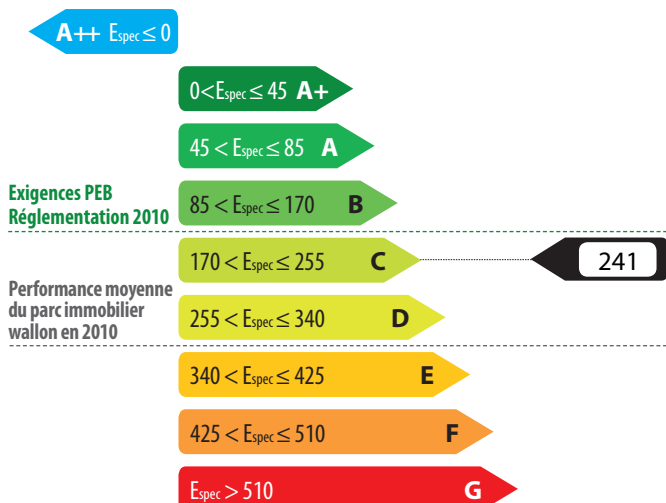 A++ Espec ≤ 0
0<Espec ≤ 45 A+
45 < Espec ≤ 85 A
Exigences PEB
Réglementation 2010
85 < Espec ≤ 170 B
170 < Espec ≤ 255 C
241
Performance moyenne
du parc immobilier
wallon en 2010
255 < Espec ≤ 340 D
340 < Espec ≤ 425 E
425 < Espec ≤ 510 F
Espec > 510 G